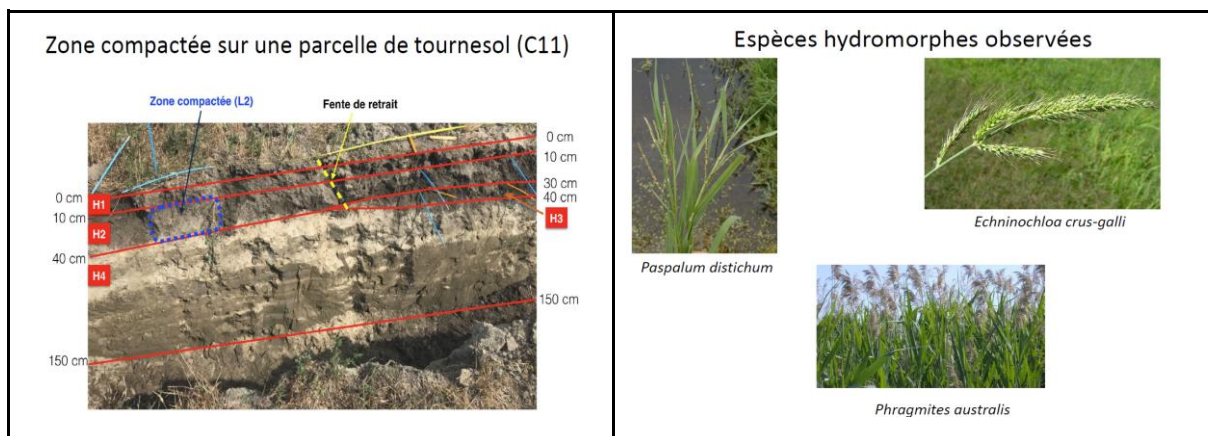 Zone compactée sur une parcelle de tournesol (C11)
Zone compactée (L2)
Fente de retrait
0 cm
10 cm
30 cm
40 cm
0 cm
H1
10 cm
H2
H3
40 cm
H4
150 cm
150 cm
Espèces hydromorphes observées
Paspalum distichum
Echninochloa crus-galli
Phragmites australis